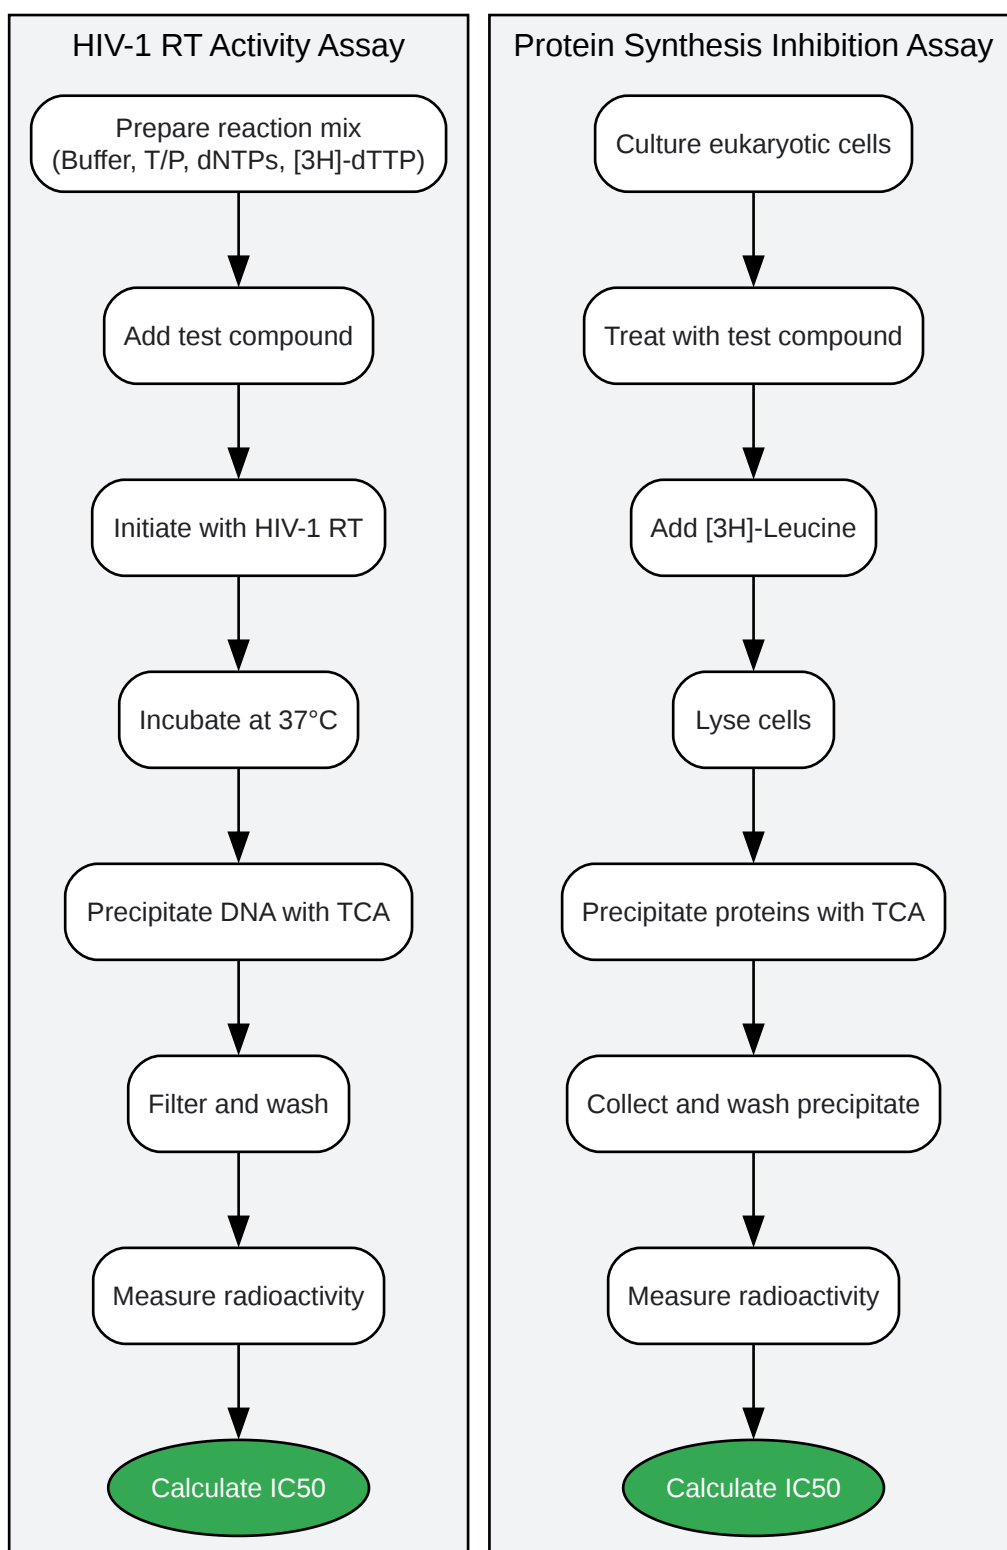 HIV-1 RT Activity Assay
Prepare reaction mix
(Buffer, T/P, dNTPs, [3H]-dTTP)
Add test compound
Initiate with HIV-1 RT
Incubate at 37°C
Precipitate DNA with TCA
Filter and wash
Measure radioactivity
Calculate IC50
Protein Synthesis Inhibition Assay
Culture eukaryotic cells
Treat with test compound
Add [3H]-Leucine
Lyse cells
Precipitate proteins with TCA
Collect and wash precipitate
Measure radioactivity
Calculate IC50